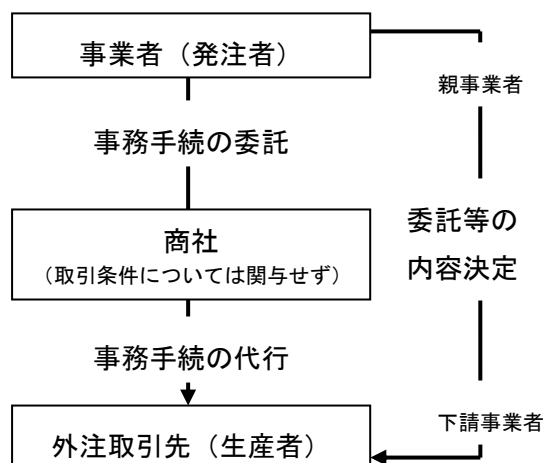 事業者（発注者）
親事業者
事務手続の委託
商社
（取引条件については関与せず）
委託等の
内容決定
事務手続の代行
下請事業者
外注取引先（生産者）